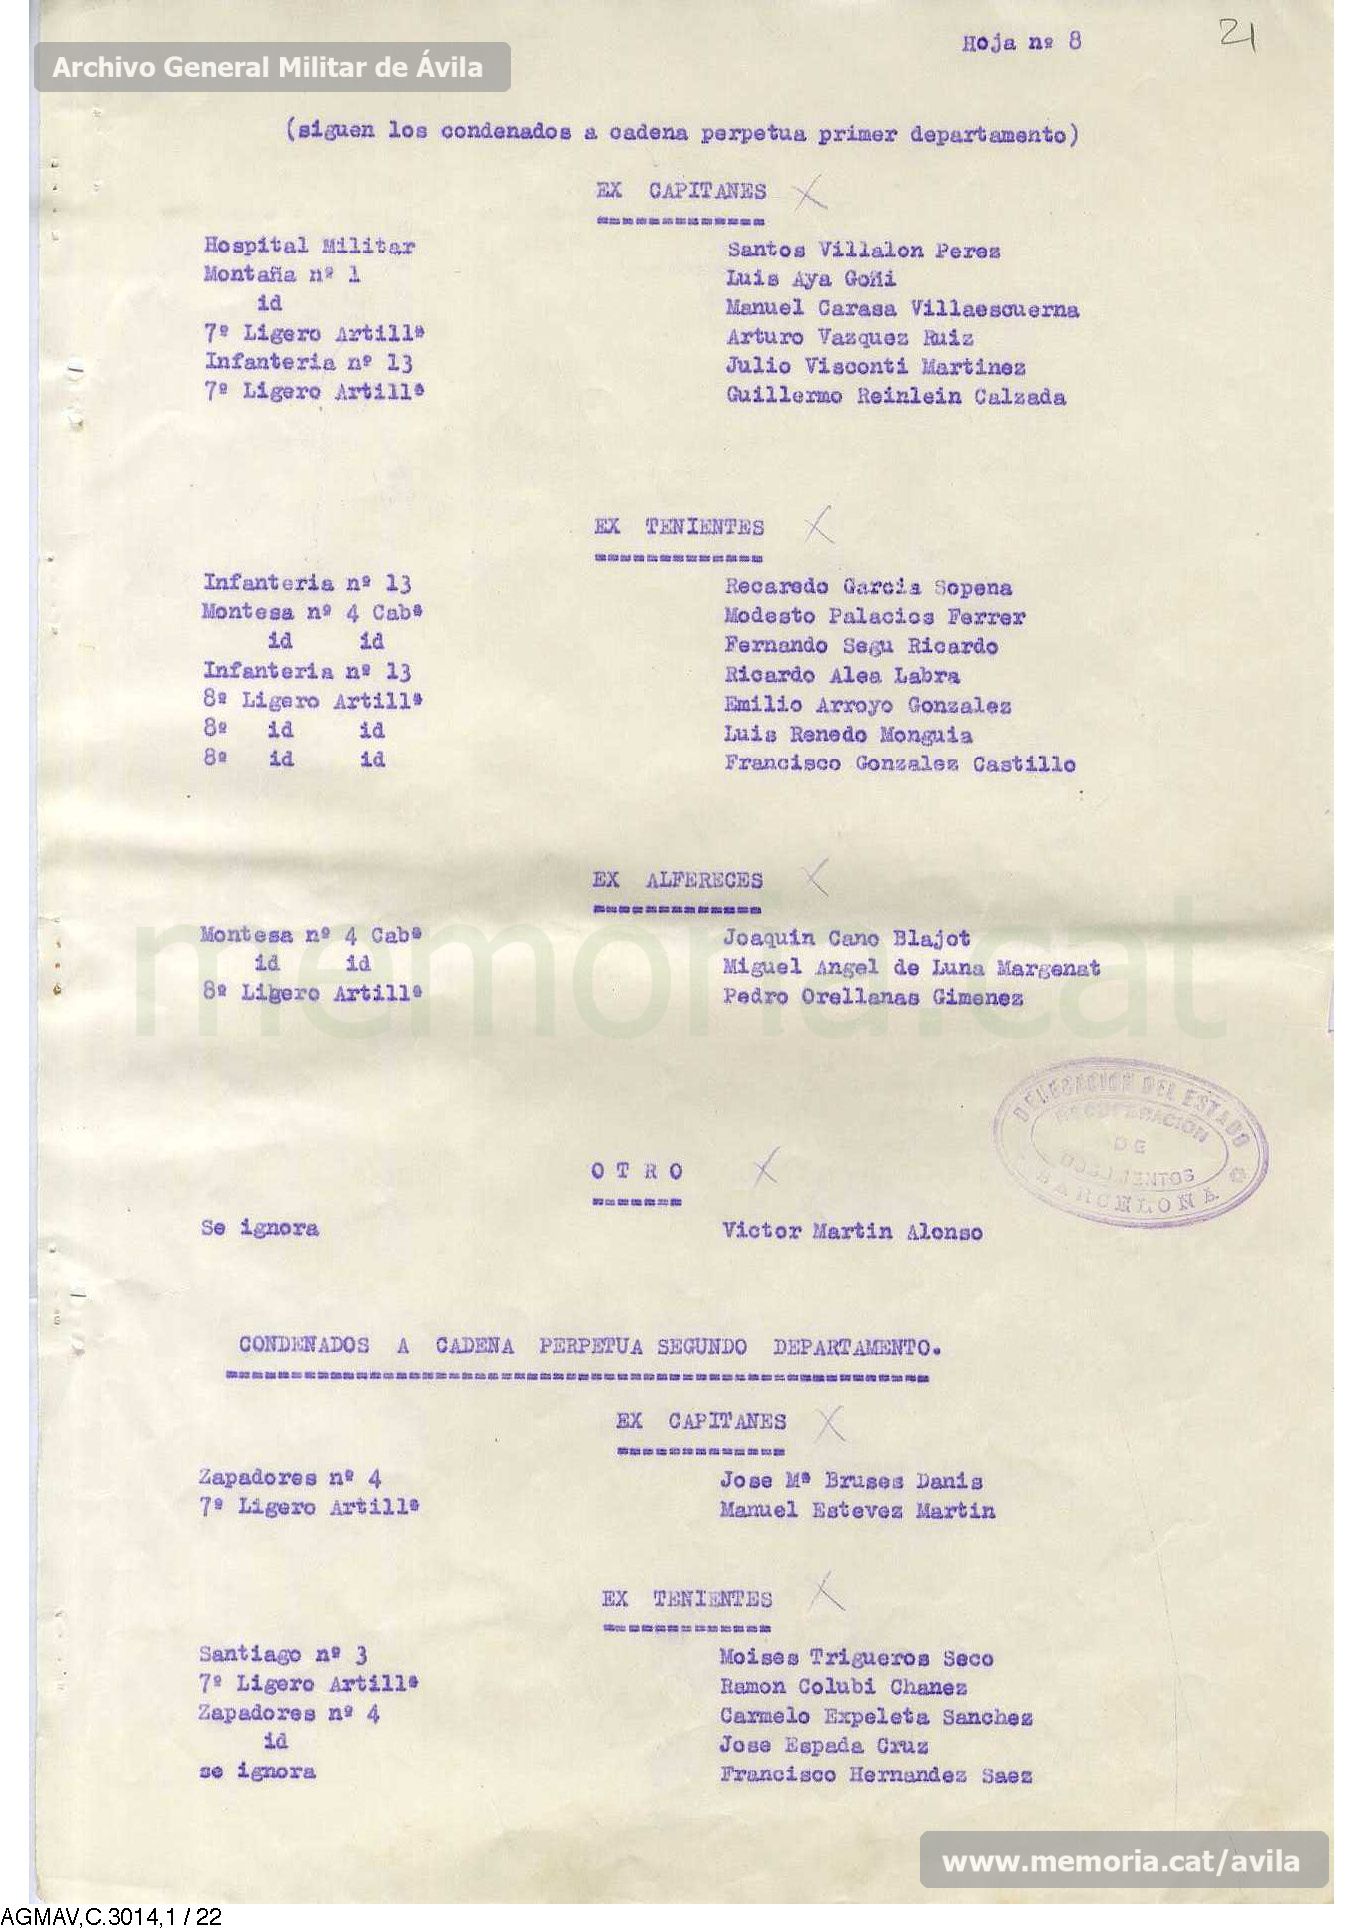 Hoja nº 8
21
Archivo General Militar de Ávila
(siguen los condenados a cadena perpetua primer departamento)
EX CAPITANES X
Hospital Militar Santos Villalon Perez
Montaña nº 1 Luis Aya Goñi
id Manuel Carasa Villaescuerna
7º Ligero Artillª Arturo Vazquez Ruiz
Infanteria nº 13 Julio Visconti Martinez
7º Ligero Artillª Guillermo Reinlein Calzada
EX TENIENTES X
Infanteria nº 13 Recaredo Garcia Sopena
Montesa nº 4 Cabª Modesto Palacios Ferrer
id id Fernando Segu Ricardo
Infanteria nº 13 Ricardo Alea Labra
8º Ligero Artillª Emilio Arroyo Gonzalez
8º id id Luis Renedo Monguia
8º id id Francisco Gonzalez Castillo
EX ALFERECES X
Montesa nº 4 Cabª Joaquin Cano Blajot
id id Miguel Angel de Luna Margenat
8º Ligero Artillª Pedro Orellanas Gimenez
memoria.cat
DELEGACION DEL ESTADO
RECUPERACION
DE
DOCUMENTOS
BARCELONA
O T R O X
Se ignora Victor Martin Alonso
CONDENADOS A CADENA PERPETUA SEGUNDO DEPARTAMENTO.
EX CAPITANES X
Zapadores nº 4 Jose Mª Bruses Danis
7º Ligero Artillª Manuel Estevez Martin
EX TENIENTES X
Santiago nº 3 Moises Trigueros Seco
7º Ligero Artillª Ramon Colubi Chanez
Zapadores nº 4 Carmelo Expeleta Sanchez
id Jose Espada Cruz
se ignora Francisco Hernandez Saez
www.memoria.cat/avila
AGMAV,C.3014,1 / 22